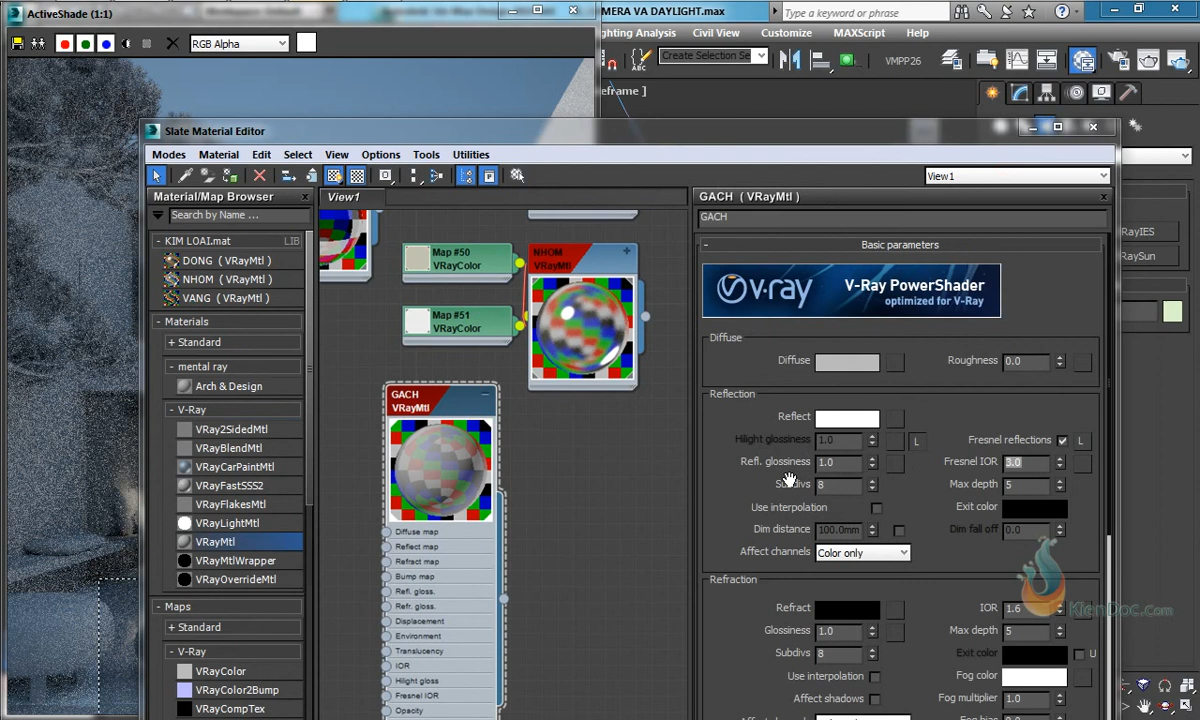 ActiveShade (1:1)
MERA VA DAYLIGHT.max
Type a keyword or phrase
ghting Analysis Civil View Customize MAXScript Help
RGB Alpha
Create Selection Se
VMPP26
eframe ]
Slate Material Editor
Modes Material Edit Select View Options Tools Utilities
View1
Material/Map Browser
Search by Name ...
- KIM LOAI.mat LIB
DONG ( VRayMtl )
NHOM ( VRayMtl )
VANG ( VRayMtl )
- Materials
+ Standard
- mental ray
Arch & Design
- V-Ray
VRay2SidedMtl
VRayBlendMtl
VRayCarPaintMtl
VRayFastSSS2
VRayFlakesMtl
VRayLightMtl
VRayMtl
VRayMtlWrapper
VRayOverrideMtl
- Maps
+ Standard
- V-Ray
VRayColor
VRayColor2Bump
VRayCompTex
View1
Map #50
VRayColor
Map #51
VRayColor
NHOM
VRayMtl
GACH
VRayMtl
Diffuse map
Reflect map
Refract map
Bump map
Refl. gloss.
Refr. gloss.
Displacement
Environment
Translucency
IOR
Hilight gloss
Fresnel IOR
Opacity
GACH ( VRayMtl )
GACH
- Basic parameters
v·ray
V-Ray PowerShader
optimized for V-Ray
Diffuse
Diffuse Roughness 0.0
Reflection
Reflect
Hilight glossiness 1.0 L Fresnel reflections L
Refl. glossiness 1.0 Fresnel IOR 3.0
Subdivs 8 Max depth 5
Use interpolation Exit color
Dim distance 100.0mm Dim fall off 0.0
Affect channels Color only
Refraction
Refract IOR 1.6
Glossiness 1.0 Max depth 5
Subdivs 8 Exit color U
Use interpolation Fog color
Affect shadows Fog multiplier 1.0
RayIES
RaySun
KienDoc.com